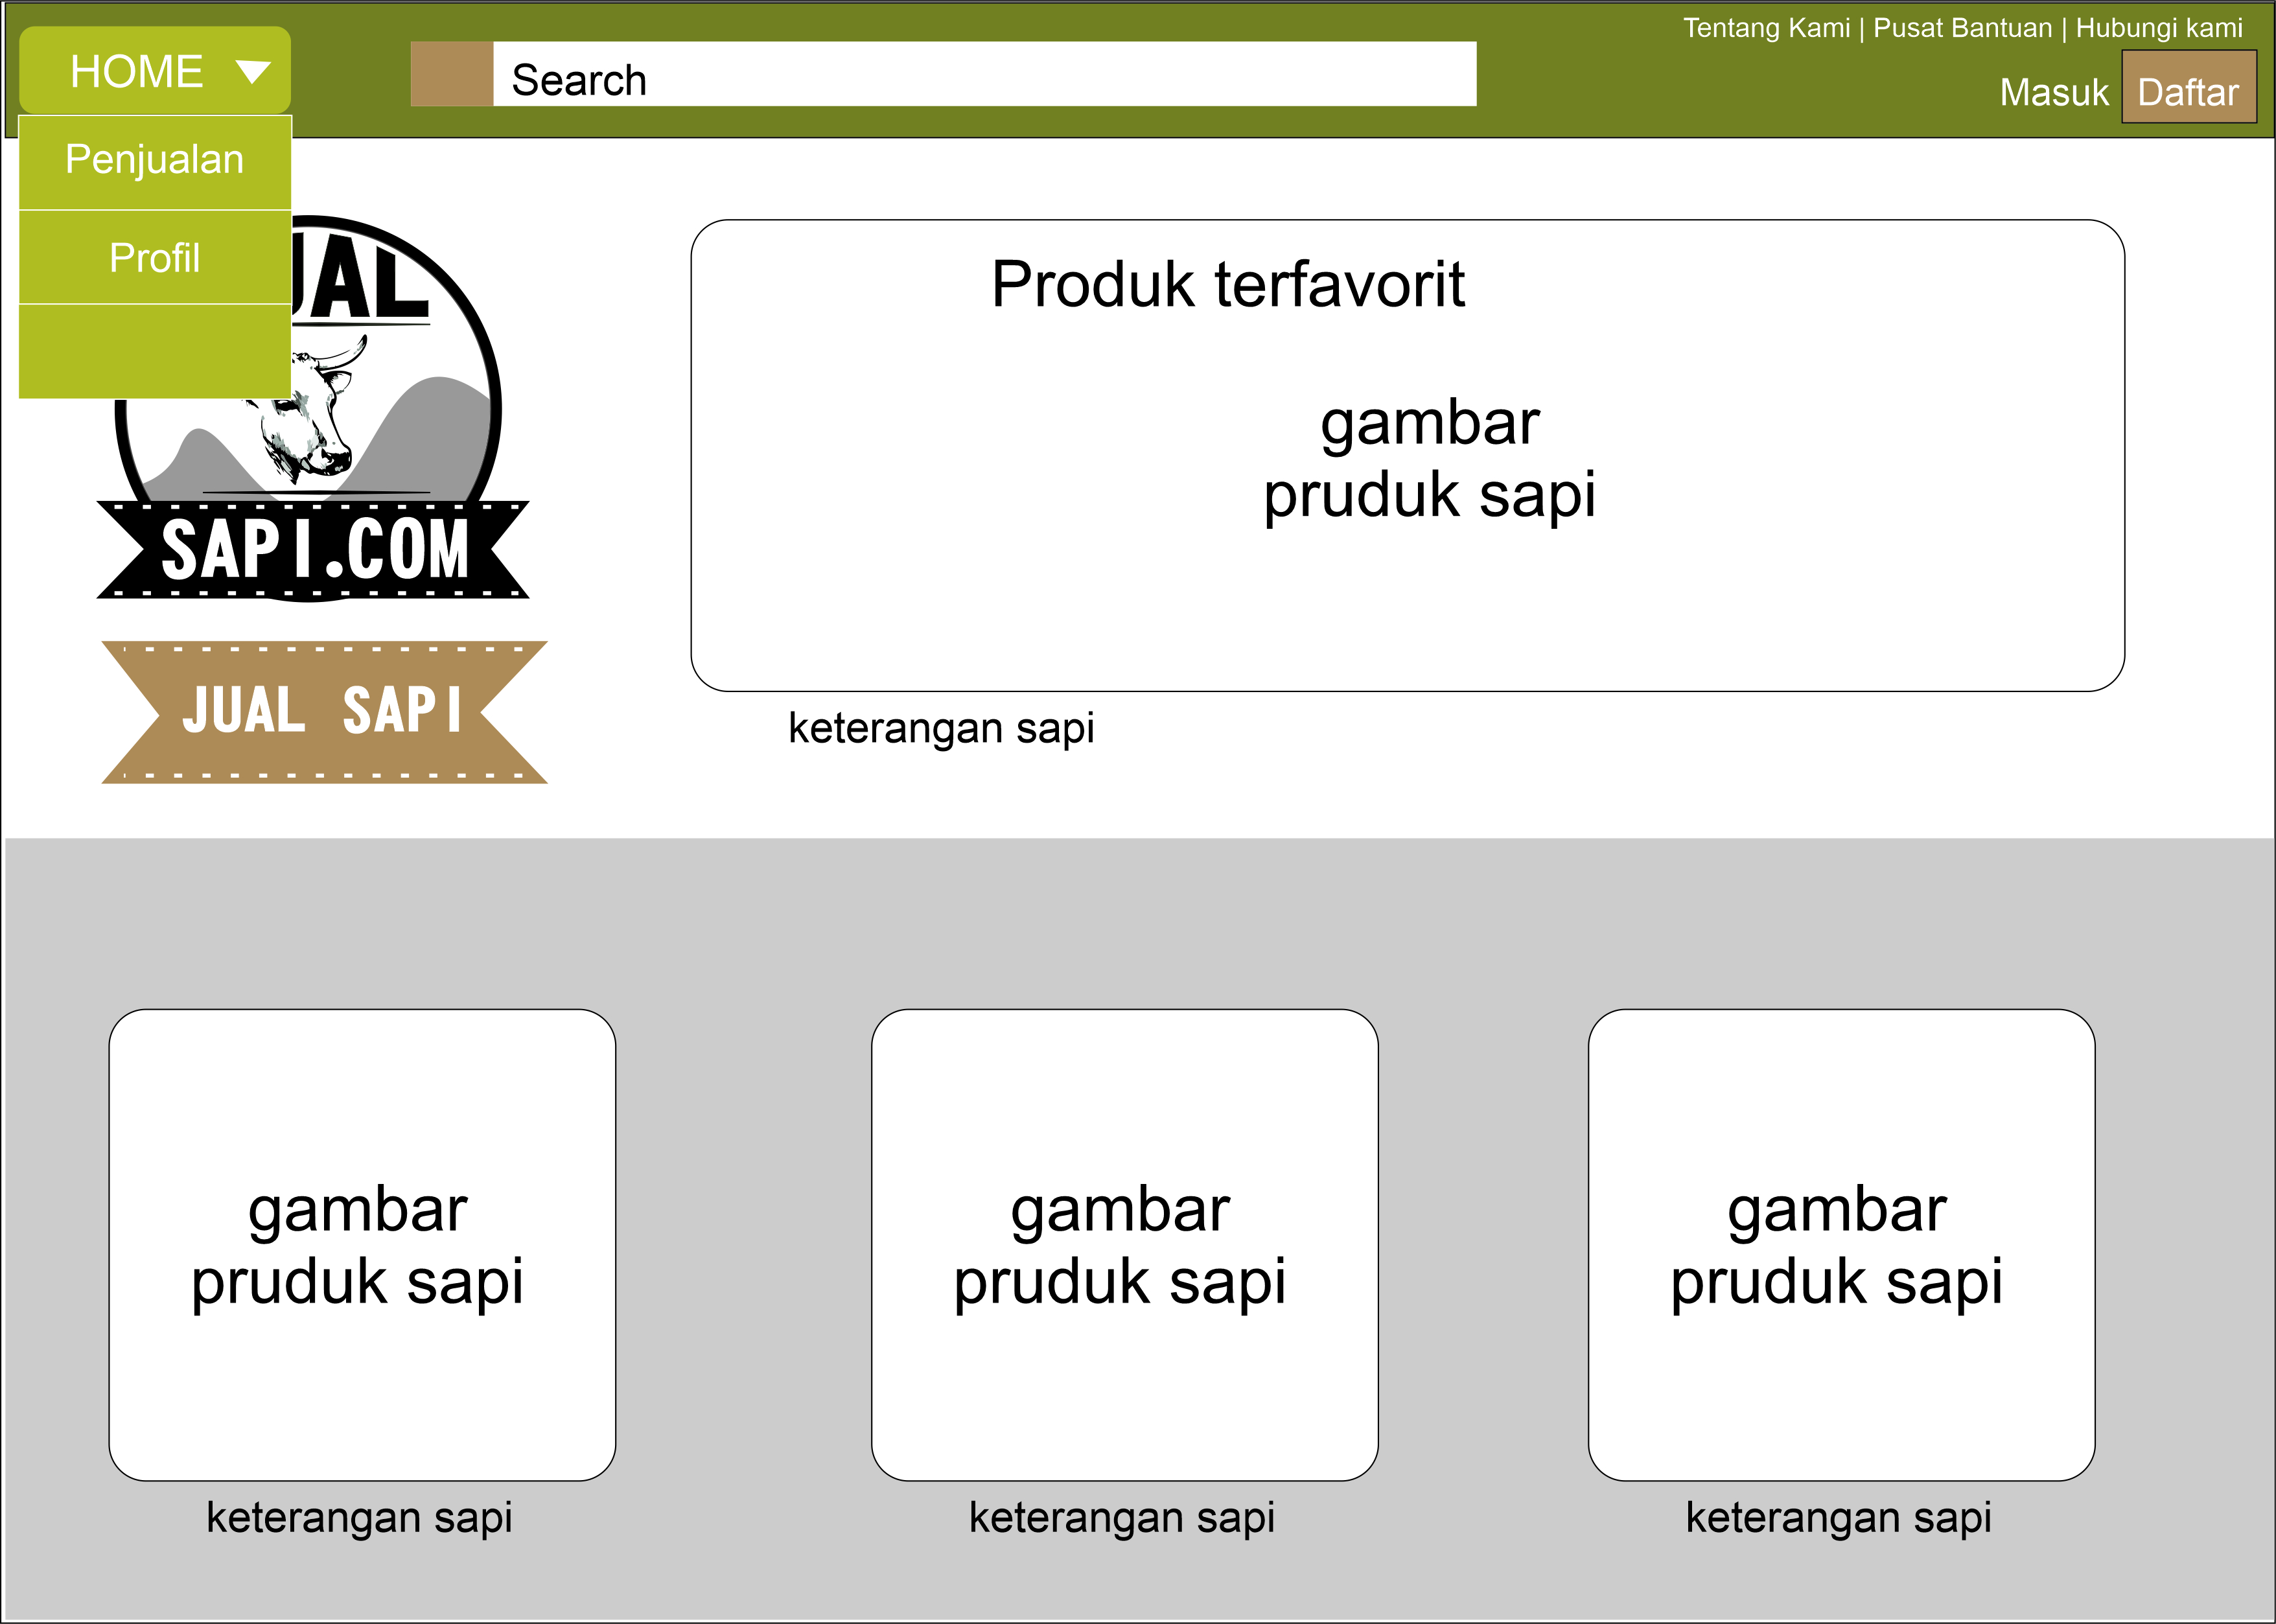 Tentang Kami | Pusat Bantuan | Hubungi kami
HOME
Search
Masuk
Daftar
Penjualan
Profil
UAL
SAPI.COM
JUAL SAPI
Produk terfavorit
gambar
pruduk sapi
keterangan sapi
gambar
pruduk sapi
keterangan sapi
gambar
pruduk sapi
keterangan sapi
gambar
pruduk sapi
keterangan sapi